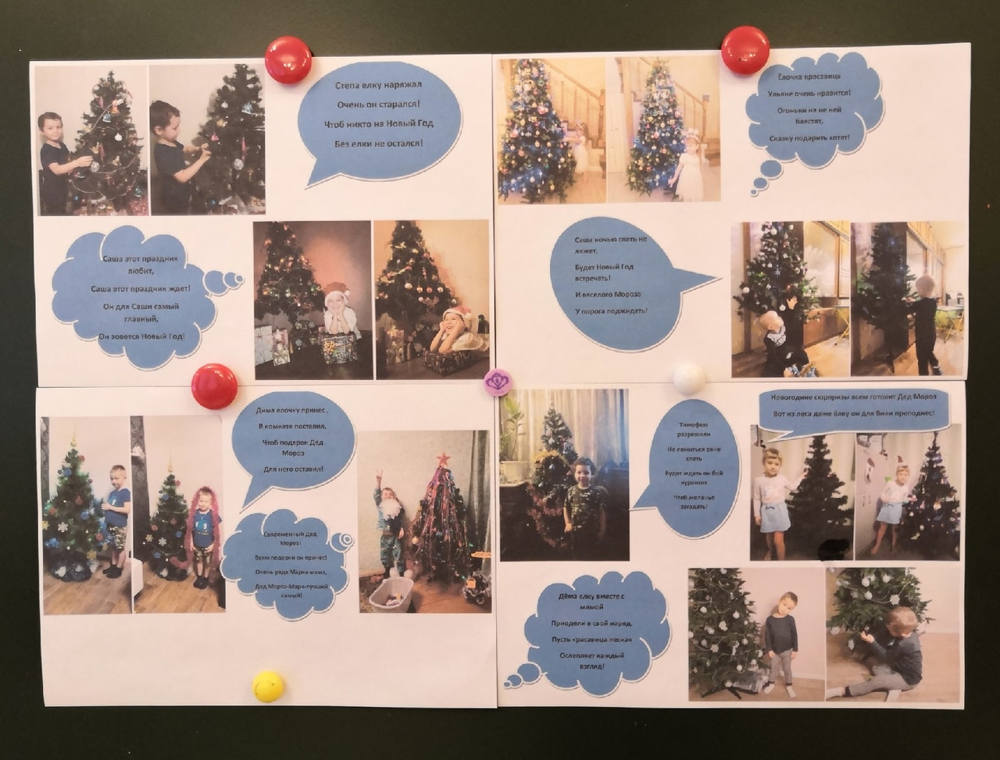 Степа елку наряжал
Очень он старался!
Чтоб никто на Новый Год
Без елки не остался!
Ёлочка красавица
Ульяне очень нравится!
Огоньки на не ней
блестят,
Сказку подарить хотят!
Саша этот праздник
любит,
Саша этот праздник ждет!
Он для Саши самый
главный,
Он зовется Новый Год!
Саша ночью спать не
ляжет,
Будет Новый Год
встречать!
И веселого Мороза
У порога поджидать!
Дима елочку принес,
В комнате поставил,
Чтоб подарок Дед
Мороз
Для него оставил!
Современный Дед
Мороз!
Всем подарки он принес!
Очень рада Марка мама,
Дед Мороз-Марк-лучший
самый!
Тимофею
разрешили
Не ложиться рано
спать
Будет ждать он бой
курантов
Чтоб желанье
загадать!
Новогодние сюрпризы всем готовит Дед Мороз
Вот из леса даже ёлку он для Вики преподнес!
Дёма елку вместе с
мамой
Приодели в свой наряд.
Пусть красавица лесная
Ослепляет каждый
взгляд!